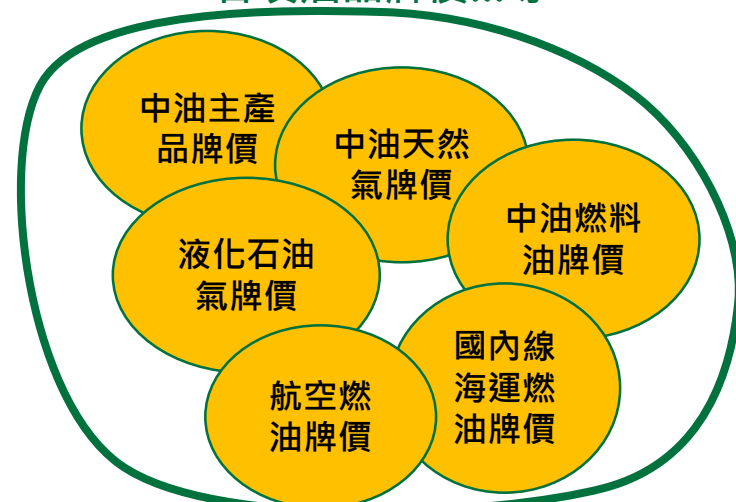 中油主產
品牌價
中油天然
氣牌價
中油燃料
油牌價
液化石油
氣牌價
國內線
海運燃
油牌價
航空燃
油牌價